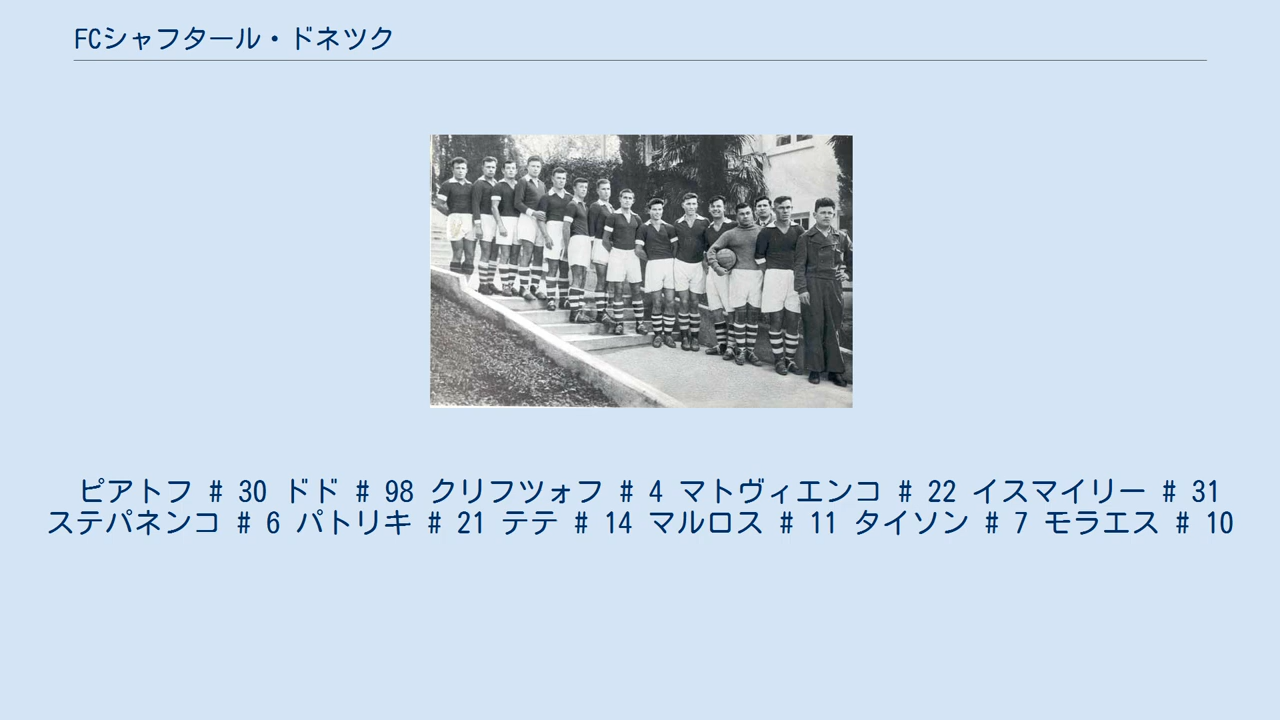 FCシャフタール・ドネツク
ピアトフ # 30 ドド # 98 クリフツォフ # 4 マトヴィエンコ # 22 イスマイリー # 31
ステパネンコ # 6 パトリキ # 21 テテ # 14 マルロス # 11 タイソン # 7 モラエス # 10